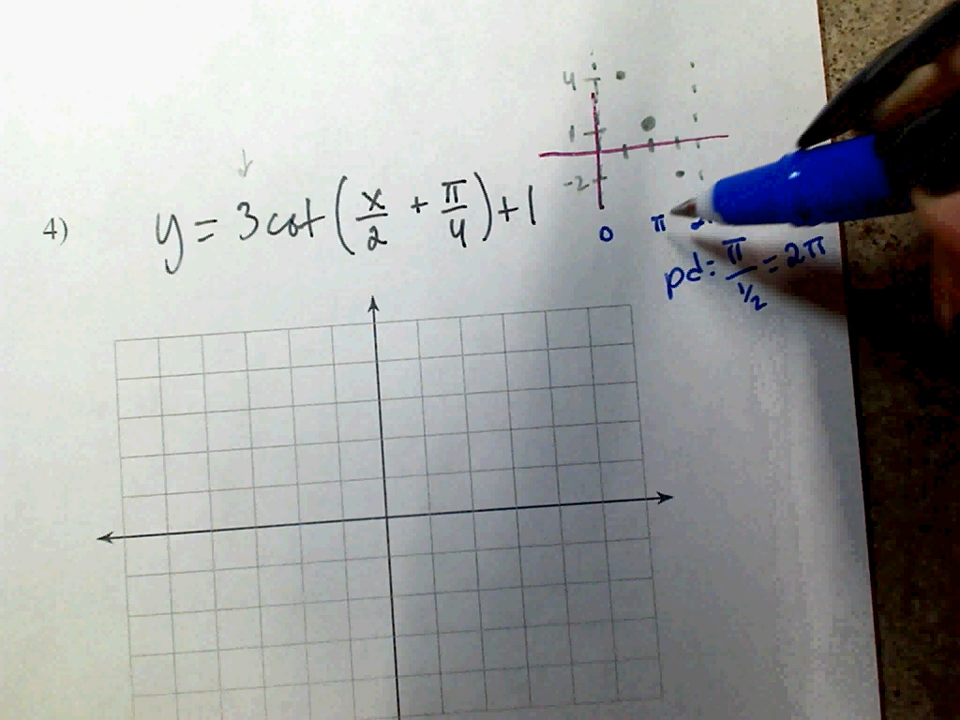 4
1
-2
4) y = 3cot(x/2 + π/4) + 1
0 π
pd = π/(1/2) = 2π